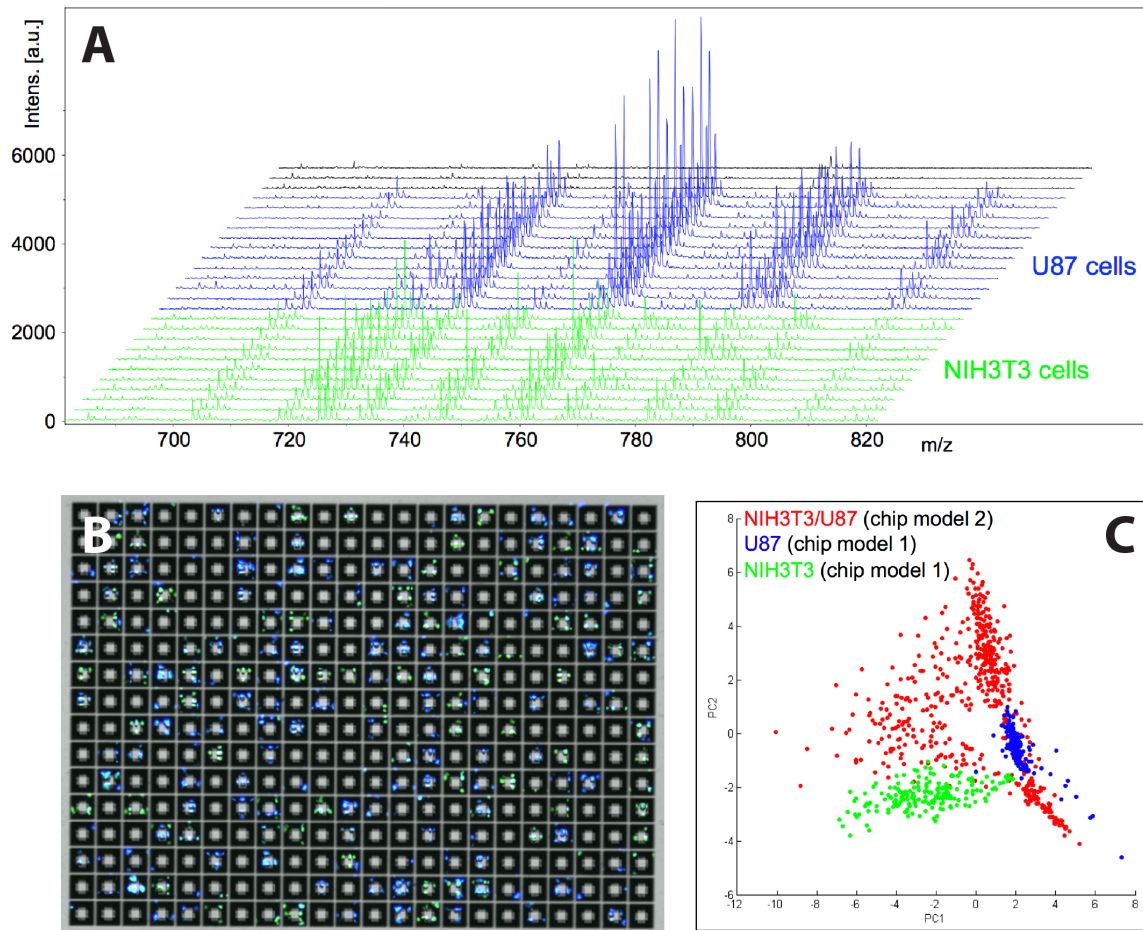 A
Intens. [a.u.]
6000
4000
2000
0
700 720 740 760 780 800 820
m/z
U87 cells
NIH3T3 cells
B
C
NIH3T3/U87 (chip model 2)
U87 (chip model 1)
NIH3T3 (chip model 1)
8
6
4
2
0
-2
-4
-6
PC2
-12 -10 -8 -6 -4 -2 0 2 4 6 8
PC1